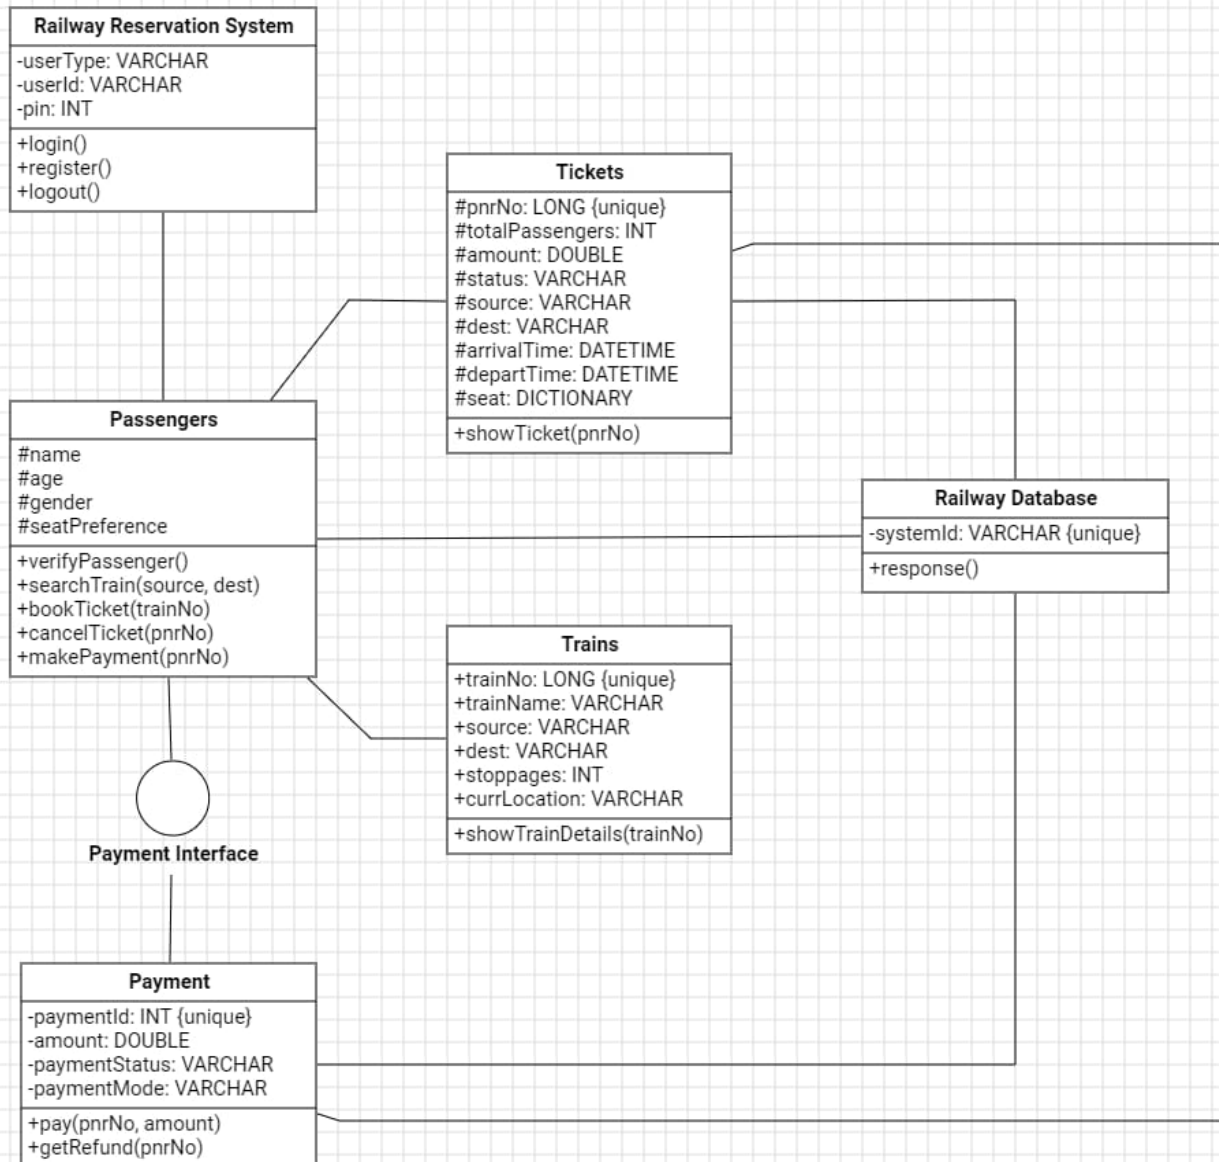 Railway Reservation System
-userType: VARCHAR
-userId: VARCHAR
-pin: INT
+login()
+register()
+logout()
Tickets
#pnrNo: LONG {unique}
#totalPassengers: INT
#amount: DOUBLE
#status: VARCHAR
#source: VARCHAR
#dest: VARCHAR
#arrivalTime: DATETIME
#departTime: DATETIME
#seat: DICTIONARY
+showTicket(pnrNo)
Passengers
#name
#age
#gender
#seatPreference
+verifyPassenger()
+searchTrain(source, dest)
+bookTicket(trainNo)
+cancelTicket(pnrNo)
+makePayment(pnrNo)
Railway Database
-systemId: VARCHAR {unique}
+response()
Trains
+trainNo: LONG {unique}
+trainName: VARCHAR
+source: VARCHAR
+dest: VARCHAR
+stoppages: INT
+currLocation: VARCHAR
+showTrainDetails(trainNo)
Payment Interface
Payment
-paymentId: INT {unique}
-amount: DOUBLE
-paymentStatus: VARCHAR
-paymentMode: VARCHAR
+pay(pnrNo, amount)
+getRefund(pnrNo)